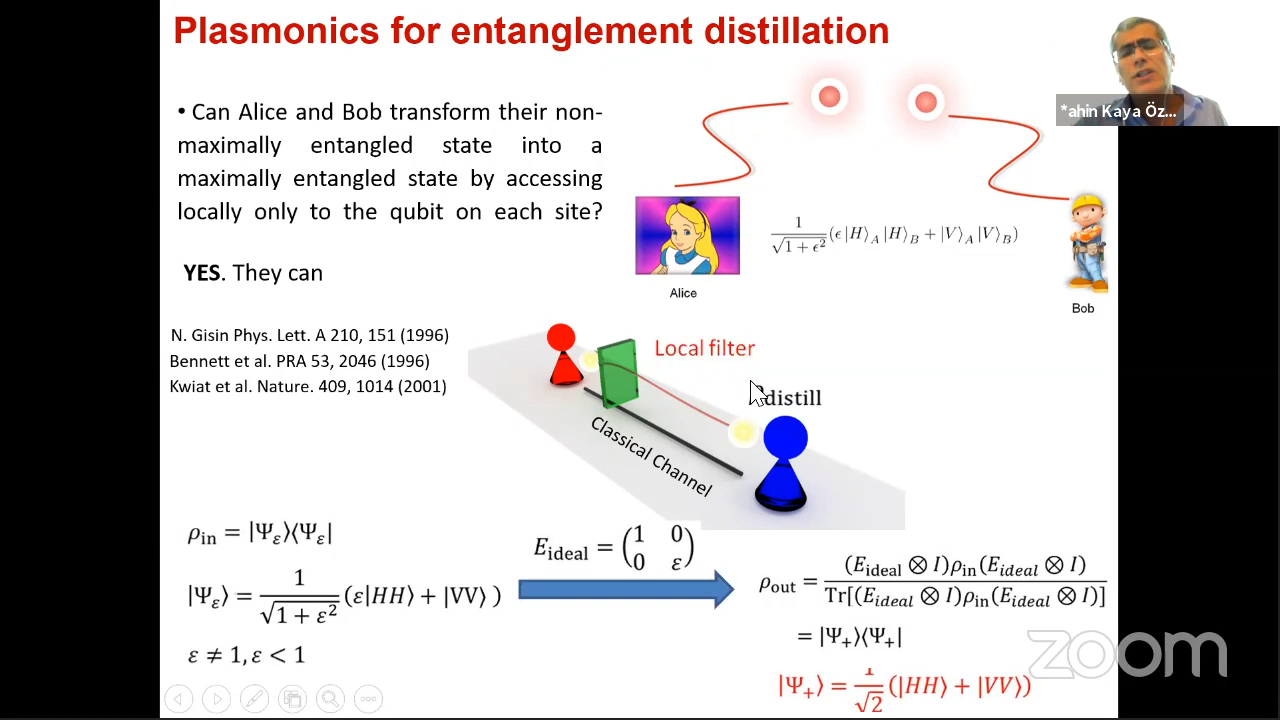 Plasmonics for entanglement distillation
*ahin Kaya Öz...
• Can Alice and Bob transform their non-
maximally entangled state into a
maximally entangled state by accessing
locally only to the qubit on each site?
YES. They can
1/√(1 + ϵ²) (ϵ|H⟩_A |H⟩_B + |V⟩_A |V⟩_B)
Alice
Bob
N. Gisin Phys. Lett. A 210, 151 (1996)
Bennett et al. PRA 53, 2046 (1996)
Kwiat et al. Nature. 409, 1014 (2001)
Local filter
distill
Classical Channel
ρ_in = |Ψ_ε⟩⟨Ψ_ε|
|Ψ_ε⟩ = 1/√(1 + ε²) (ε|HH⟩ + |VV⟩ )
ε ≠ 1, ε < 1
E_ideal = (1 0
0 ε)
ρ_out = (E_ideal ⊗ I)ρ_in(E_ideal ⊗ I) / Tr[(E_ideal ⊗ I)ρ_in(E_ideal ⊗ I)]
= |Ψ_+⟩⟨Ψ_+|
|Ψ_+⟩ = 1/√2 (|HH⟩ + |VV⟩)
zoom